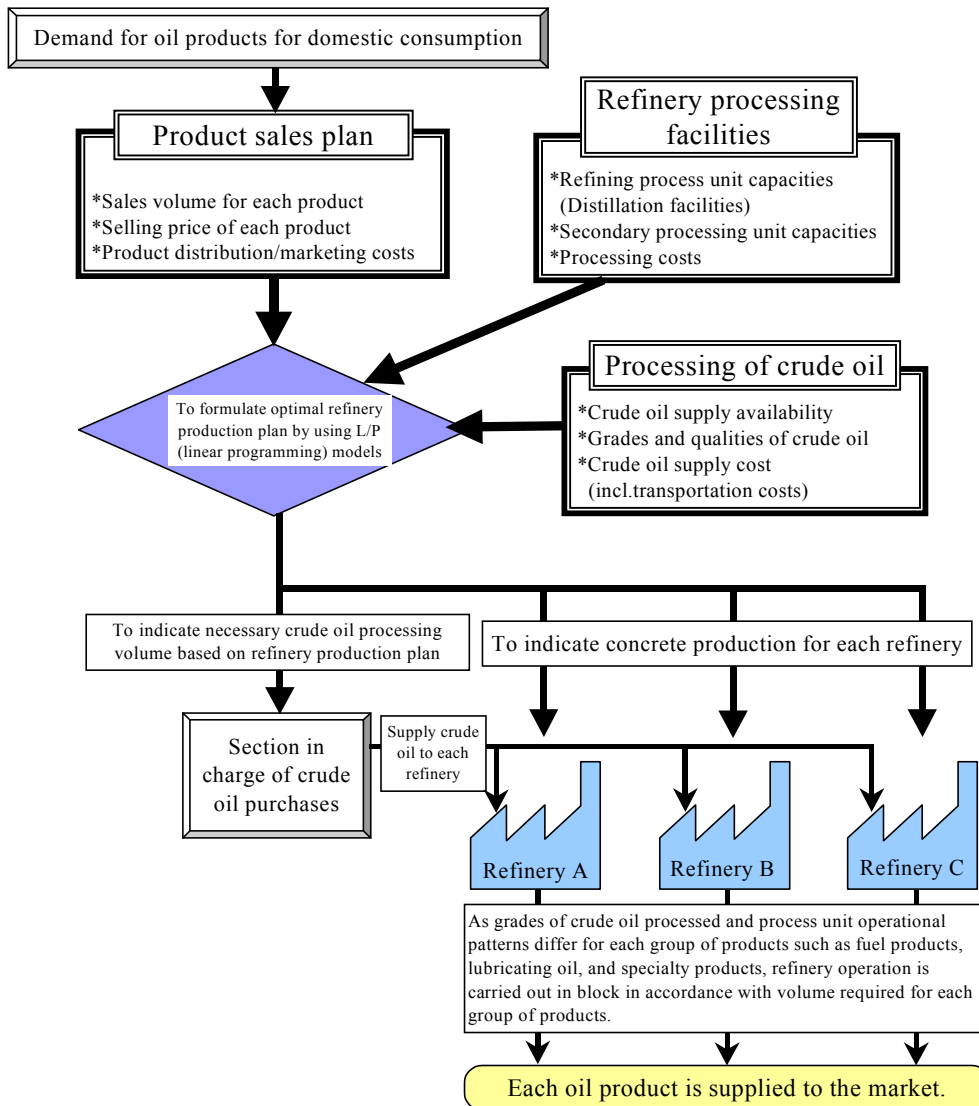 Demand for oil products for domestic consumption
Product sales plan
*Sales volume for each product
*Selling price of each product
*Product distribution/marketing costs
Refinery processing
facilities
*Refining process unit capacities
(Distillation facilities)
*Secondary processing unit capacities
*Processing costs
Processing of crude oil
*Crude oil supply availability
*Grades and qualities of crude oil
*Crude oil supply cost
(incl.transportation costs)
To formulate optimal refinery
production plan by using L/P
(linear programming) models
To indicate necessary crude oil processing
volume based on refinery production plan
To indicate concrete production for each refinery
Section in
charge of crude
oil purchases
Supply crude
oil to each
refinery
Refinery A
Refinery B
Refinery C
As grades of crude oil processed and process unit operational
patterns differ for each group of products such as fuel products,
lubricating oil, and specialty products, refinery operation is
carried out in block in accordance with volume required for each
group of products.
Each oil product is supplied to the market.